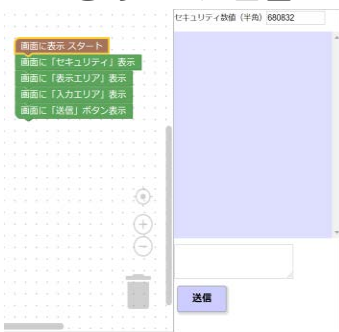 セキュリティ数値（半角） 680832
画面に表示 スタート
画面に「セキュリティ」表示
画面に「表示エリア」表示
画面に「入力エリア」表示
画面に「送信」ボタン表示
送信